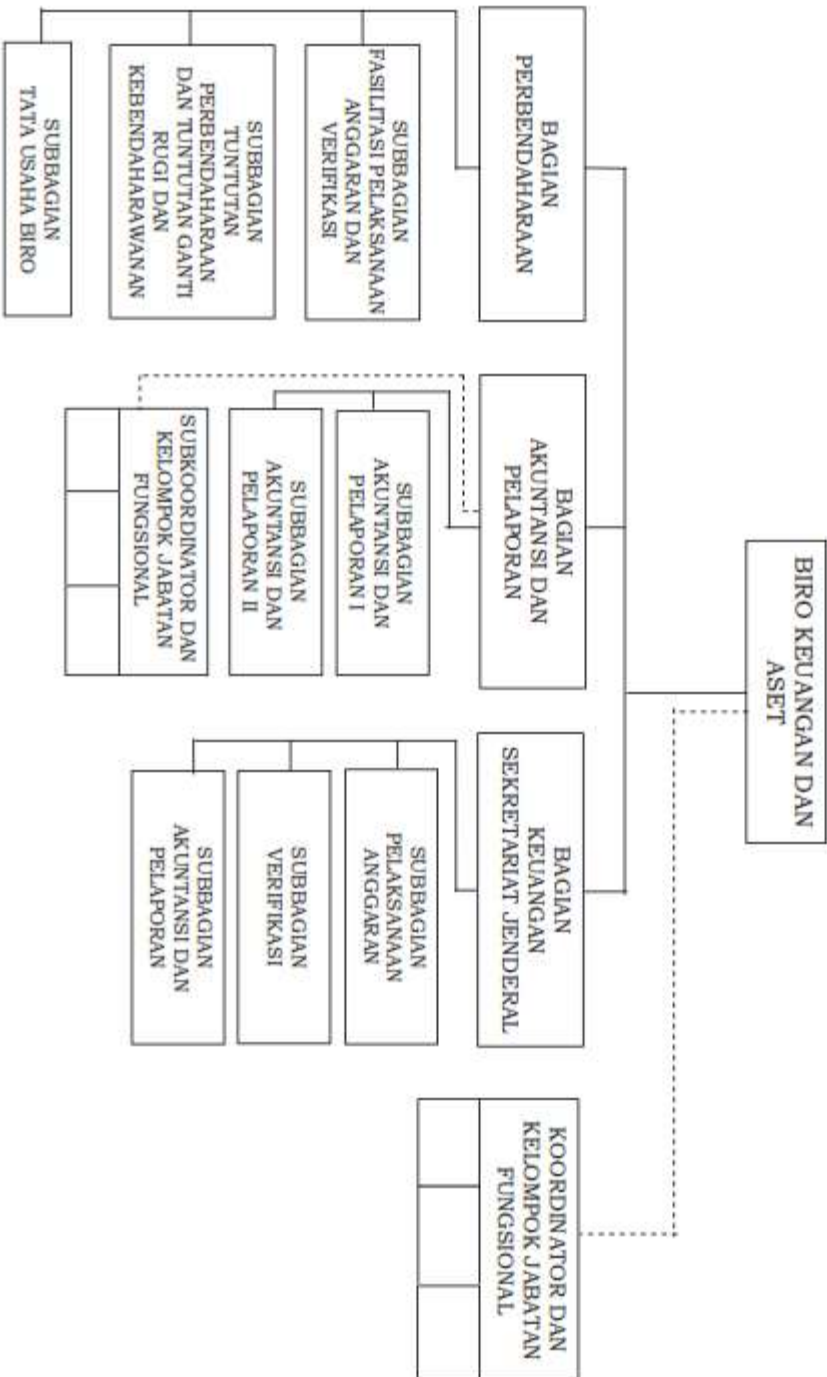 BIRO KEUANGAN DAN
ASET
BAGIAN
PERBENDAHARAAN
SUBBAGIAN
FASILITASI PELAKSANAAN
ANGGARAN DAN
VERIFIKASI
SUBBAGIAN
TUNTUTAN
PERBENDAHARAAN
DAN TUNTUTAN GANTI
RUGI DAN
KEBENDAHARAWANAN
SUBBAGIAN
TATA USAHA BIRO
BAGIAN
AKUNTANSI DAN
PELAPORAN
SUBBAGIAN
AKUNTANSI DAN
PELAPORAN I
SUBBAGIAN
AKUNTANSI DAN
PELAPORAN II
SUBKOORDINATOR DAN
KELOMPOK JABATAN
FUNGSIONAL
BAGIAN
KEUANGAN
SEKRETARIAT JENDERAL
SUBBAGIAN
PELAKSANAAN
ANGGARAN
SUBBAGIAN
VERIFIKASI
SUBBAGIAN
AKUNTANSI DAN
PELAPORAN
KOORDINATOR DAN
KELOMPOK JABATAN
FUNGSIONAL